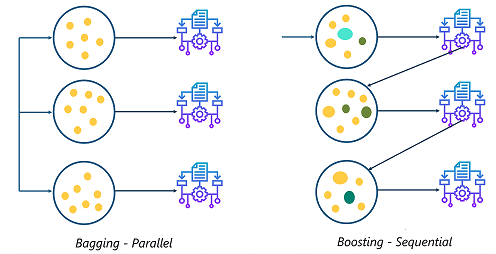 Bagging - Parallel
Boosting - Sequential